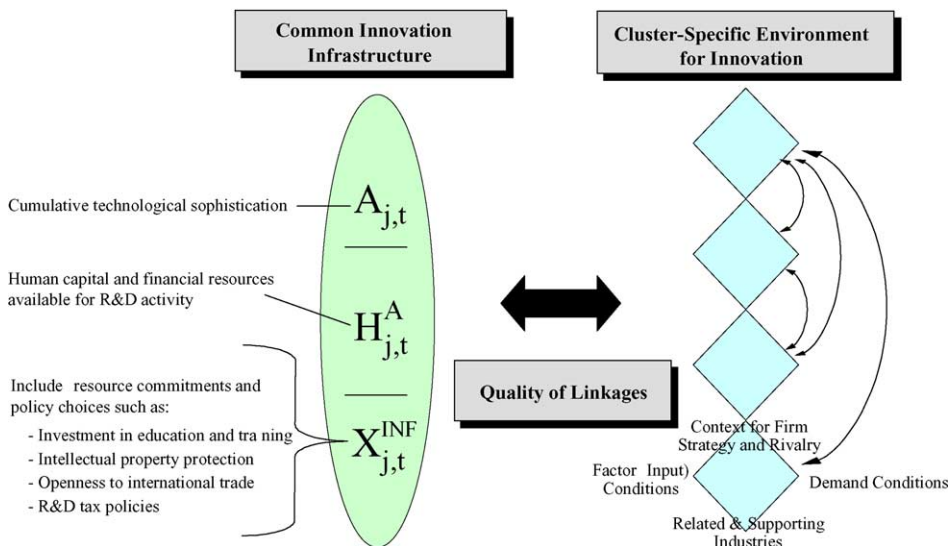 Common Innovation
Infrastructure
Cluster-Specific Environment
for Innovation
Cumulative technological sophistication
A j,t
Human capital and financial resources
available for R&D activity
H A j,t
Include resource commitments and
policy choices such as:
- Investment in education and tra ning
- Intellectual property protection
- Openness to international trade
- R&D tax policies
X INF j,t
Quality of Linkages
Context for Firm
Strategy and Rivalry
Factor Input)
Conditions
Demand Conditions
Related & Supporting
Industries